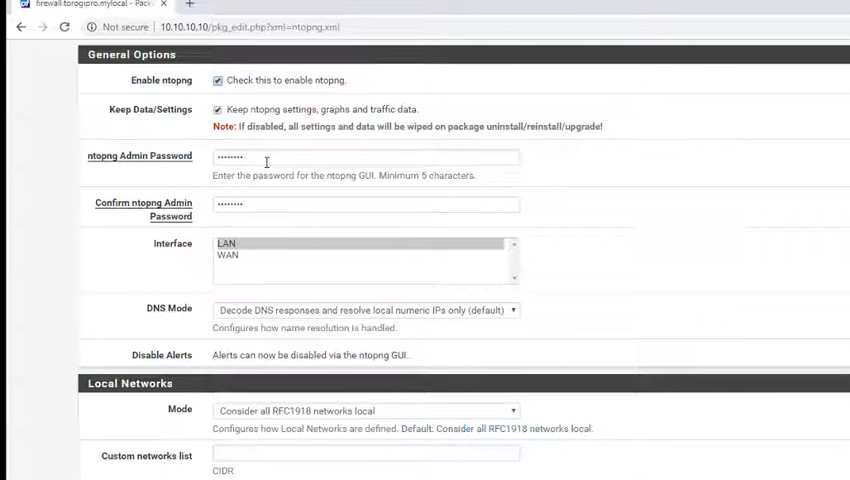 firewall.torogipro.mylocal - Pack
Not secure
10.10.10.10/pkg_edit.php?xml=ntopng.xml
General Options
Enable ntopng
Check this to enable ntopng.
Keep Data/Settings
Keep ntopng settings, graphs and traffic data.
Note: If disabled, all settings and data will be wiped on package uninstall/reinstall/upgrade!
ntopng Admin Password
••••••••
Enter the password for the ntopng GUI. Minimum 5 characters.
Confirm ntopng Admin
Password
••••••••
Interface
LAN
WAN
DNS Mode
Decode DNS responses and resolve local numeric IPs only (default)
Configures how name resolution is handled.
Disable Alerts
Alerts can now be disabled via the ntopng GUI.
Local Networks
Mode
Consider all RFC1918 networks local
Configures how Local Networks are defined. Default: Consider all RFC1918 networks local.
Custom networks list
CIDR